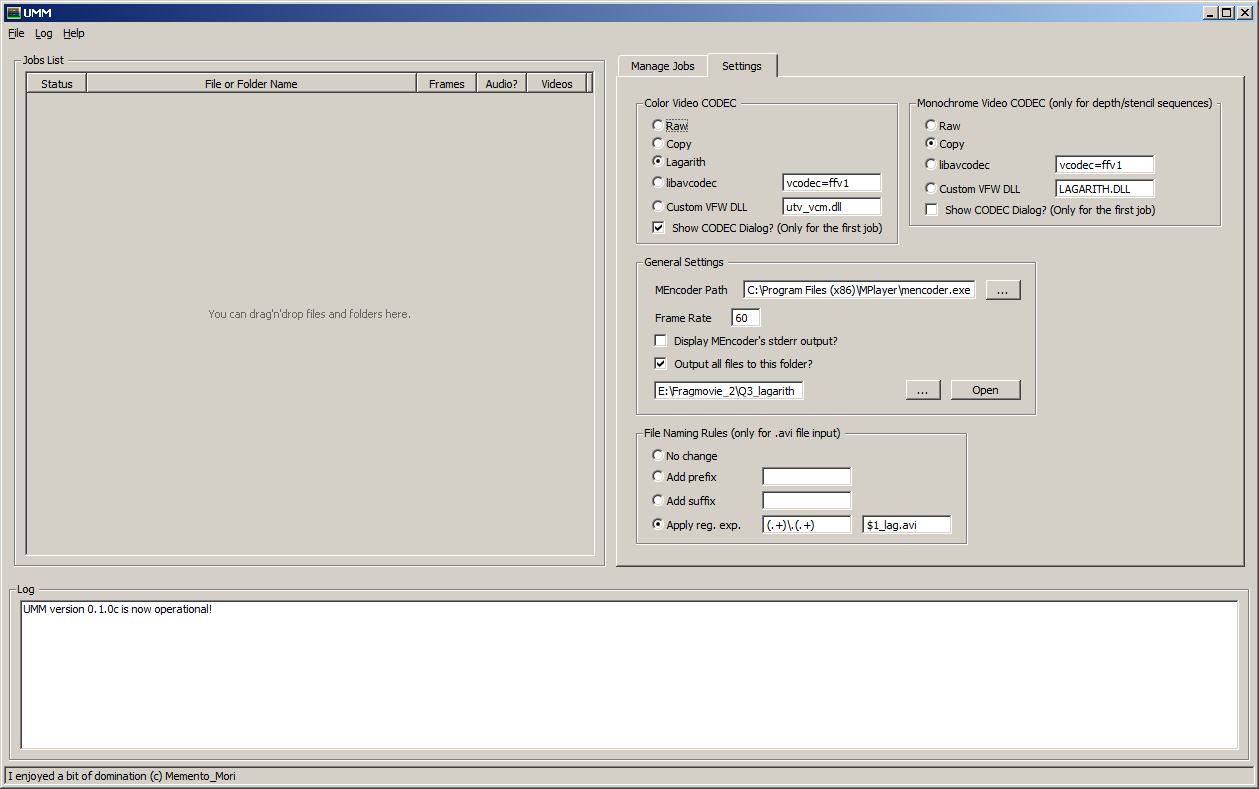 UMM
File Log Help
Jobs List
Status File or Folder Name Frames Audio? Videos
You can drag'n'drop files and folders here.
Manage Jobs Settings
Color Video CODEC
Raw
Copy
Lagarith
libavcodec vcodec=ffv1
Custom VFW DLL utv_vcm.dll
Show CODEC Dialog? (Only for the first job)
Monochrome Video CODEC (only for depth/stencil sequences)
Raw
Copy
libavcodec vcodec=ffv1
Custom VFW DLL LAGARITH.DLL
Show CODEC Dialog? (Only for the first job)
General Settings
MEncoder Path C:\Program Files (x86)\MPlayer\mencoder.exe ...
Frame Rate 60
Display MEncoder's stderr output?
Output all files to this folder?
E:\Fragmovie_2\Q3_lagarith ... Open
File Naming Rules (only for .avi file input)
No change
Add prefix
Add suffix
Apply reg. exp. (.+)\.(.+) $1_lag.avi
Log
UMM version 0.1.0c is now operational!
I enjoyed a bit of domination (c) Memento_Mori